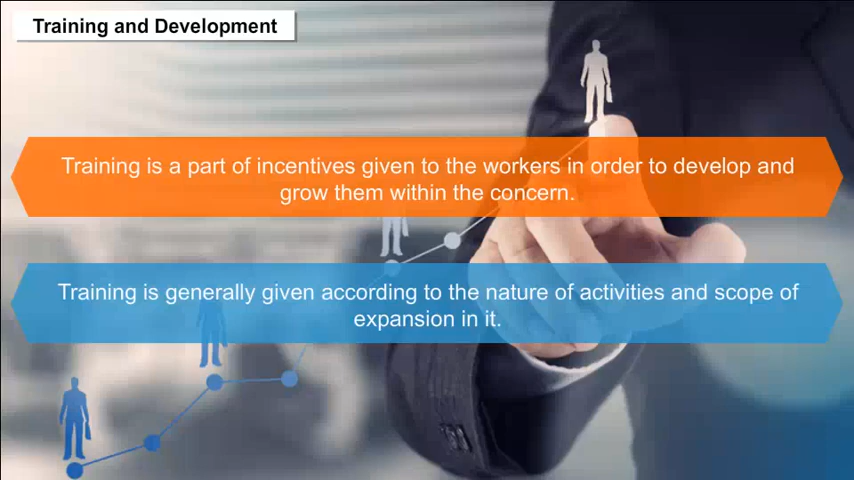 Training and Development
Training is a part of incentives given to the workers in order to develop and
grow them within the concern.
Training is generally given according to the nature of activities and scope of
expansion in it.